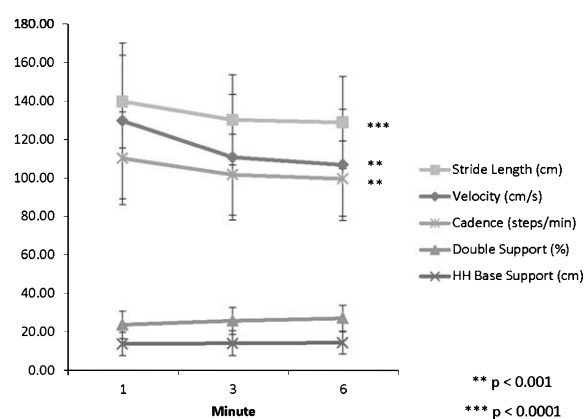 180.00
160.00
140.00
120.00
100.00
80.00
60.00
40.00
20.00
0.00
1 3 6
Minute
***
**
**
Stride Length (cm)
Velocity (cm/s)
Cadence (steps/min)
Double Support (%)
HH Base Support (cm)
** p < 0.001
*** p < 0.0001